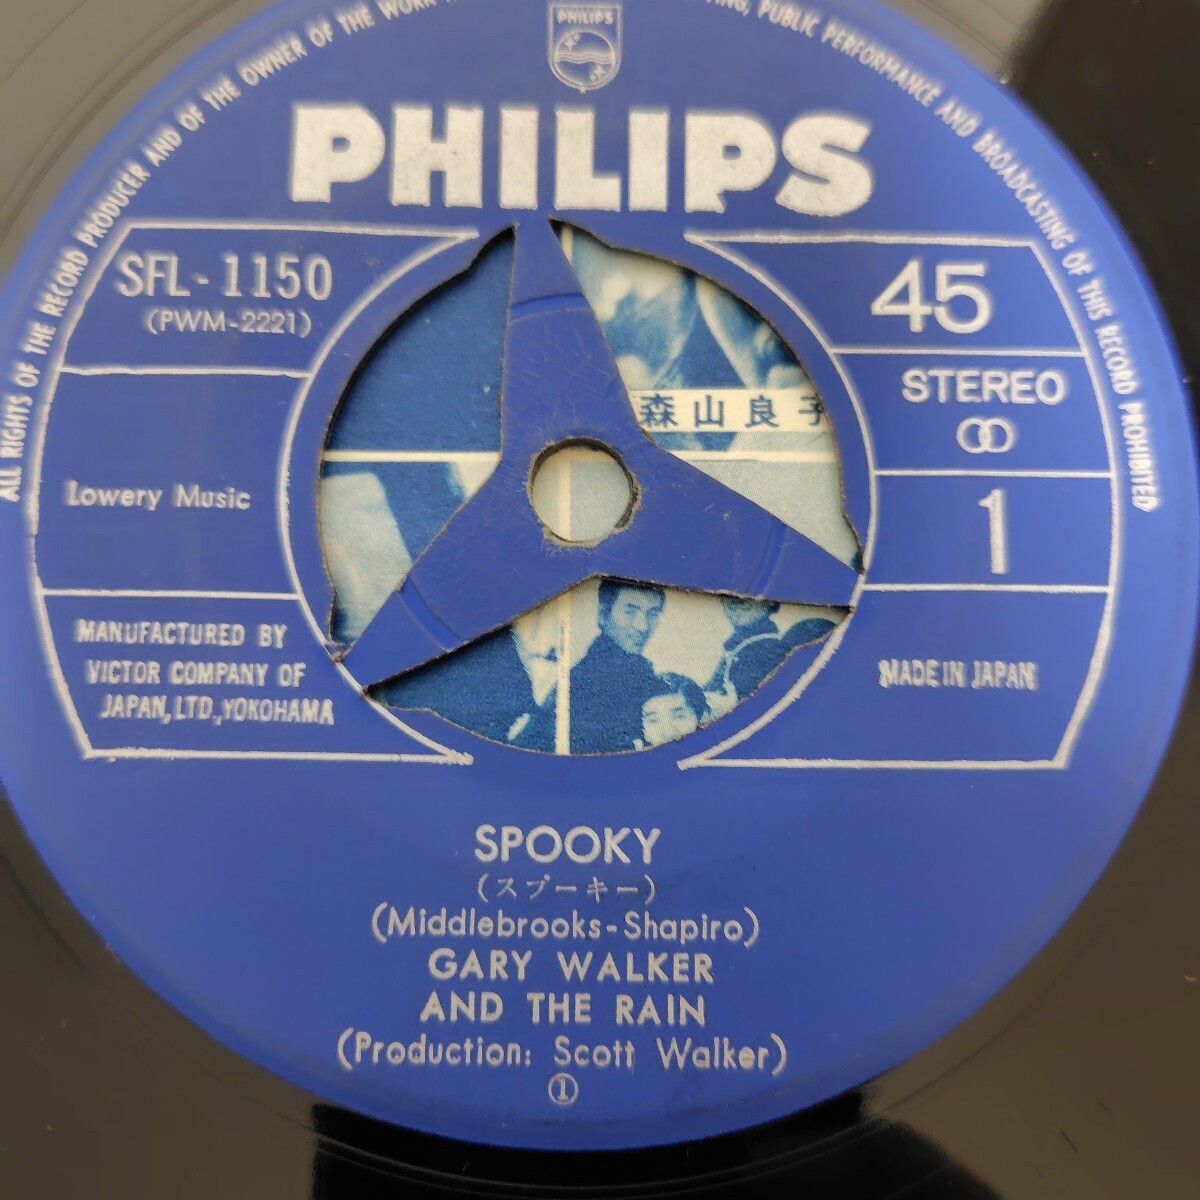 ALL RIGHTS OF THE RECORD PRODUCER AND OF THE OWNER OF THE WORK
PUBLIC PERFORMANCE AND BROADCASTING OF THIS RECORD PROHIBITED
PHILIPS
PHILIPS
SFL-1150
(PWM-2221)
45
STEREO
1
森山良子
Lowery Music
MANUFACTURED BY
VICTOR COMPANY OF
JAPAN, LTD., YOKOHAMA
MADE IN JAPAN
SPOOKY
(スプーキー)
(Middlebrooks-Shapiro)
GARY WALKER
AND THE RAIN
(Production: Scott Walker)
①